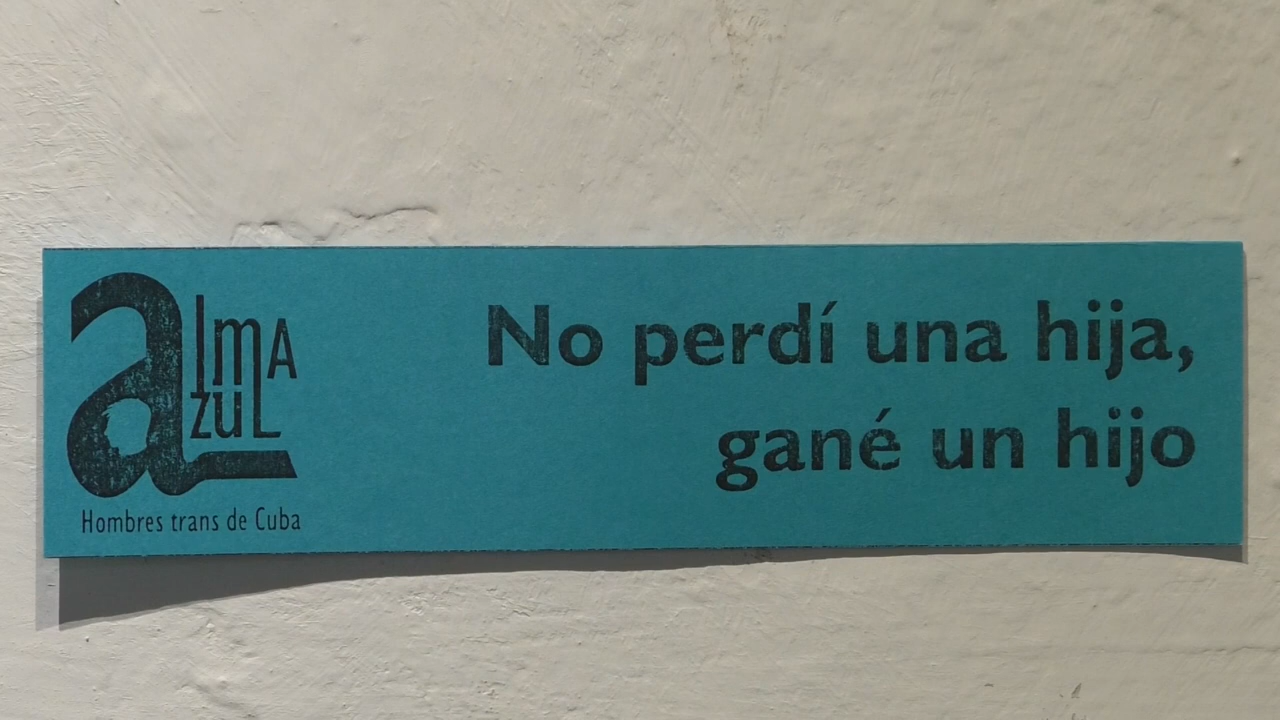 alma
azul
Hombres trans de Cuba
No perdí una hija,
gané un hijo